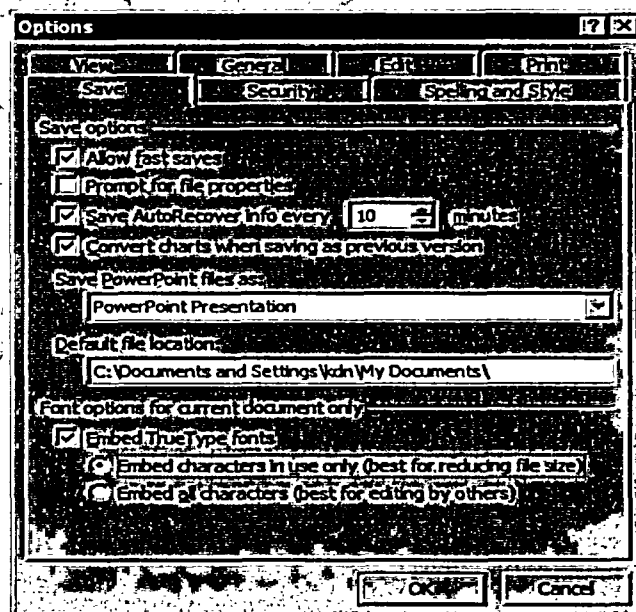 Options
View General Edit Print
Save Security Spelling and Style
Save options
Allow fast saves
Prompt for file properties
Save AutoRecover info every 10 minutes
Convert charts when saving as previous version
Save PowerPoint files as:
PowerPoint Presentation
Default file location:
C:\Documents and Settings\kdn\My Documents\
Font options for current document only
Embed TrueType fonts
Embed characters in use only (best for reducing file size)
Embed all characters (best for editing by others)
OK Cancel